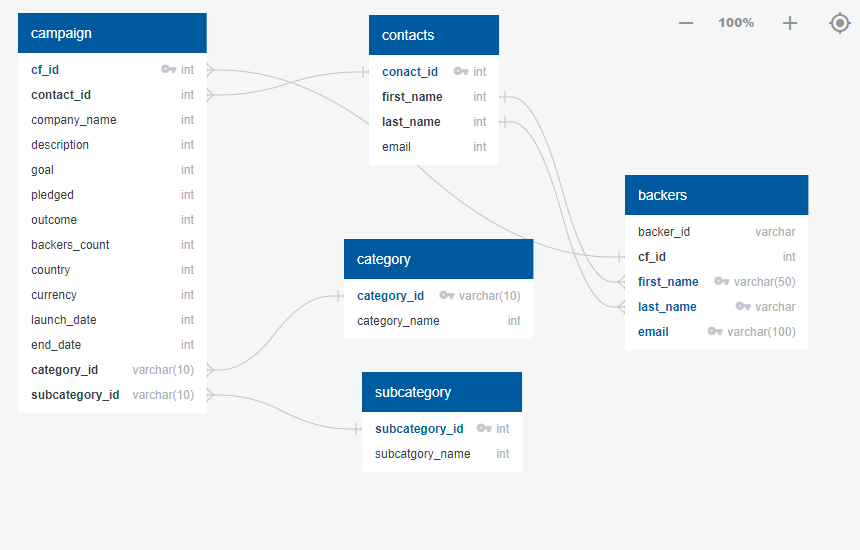 campaign
cf_id int
contact_id int
company_name int
description int
goal int
pledged int
outcome int
backers_count int
country int
currency int
launch_date int
end_date int
category_id varchar(10)
subcategory_id varchar(10)
contacts
conact_id int
first_name int
last_name int
email int
category
category_id varchar(10)
category_name int
subcategory
subcategory_id int
subcatgory_name int
100%
backers
backer_id varchar
cf_id int
first_name varchar(50)
last_name varchar
email varchar(100)